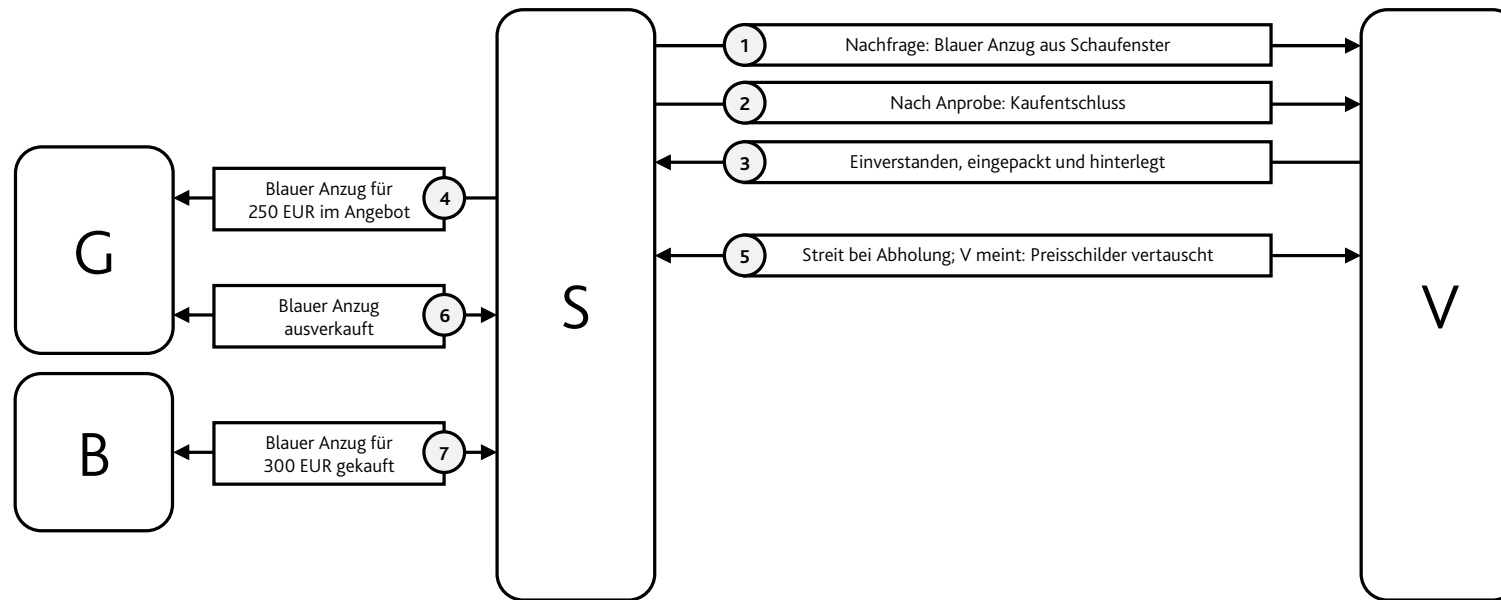 1 Nachfrage: Blauer Anzug aus Schaufenster
2 Nach Anprobe: Kaufentschluss
3 Einverstanden, eingepackt und hinterlegt
Blauer Anzug für
250 EUR im Angebot
4
G
5 Streit bei Abholung; V meint: Preisschilder vertauscht
Blauer Anzug
ausverkauft
6
S
V
Blauer Anzug für
300 EUR gekauft
7
B